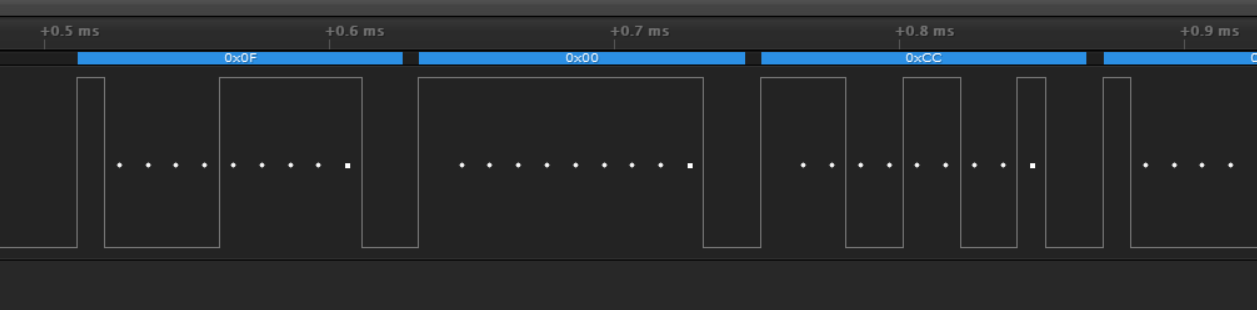 +0.5 ms +0.6 ms +0.7 ms +0.8 ms +0.9 ms
0x0F 0x00 0xCC